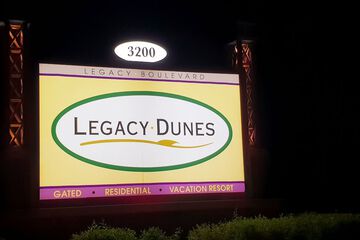 3200
LEGACY BOULEVARD
LEGACY · DUNES
GATED · RESIDENTIAL · VACATION RESORT